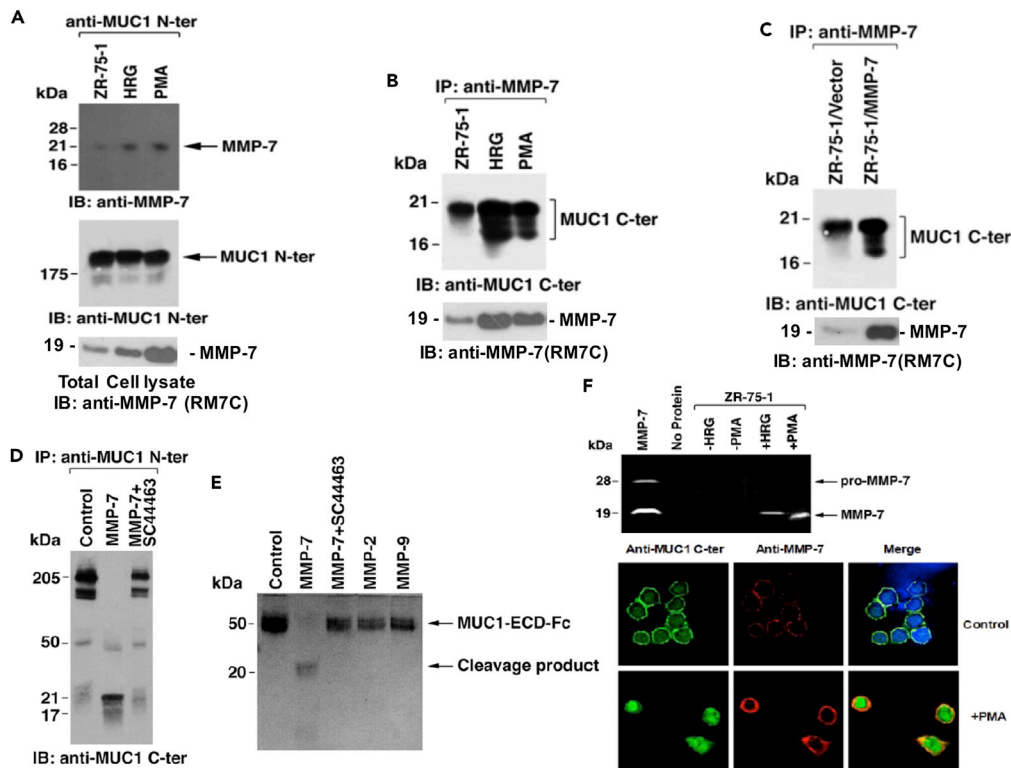 A
anti-MUC1 N-ter
ZR-75-1
HRG
PMA
kDa
28
21
16
MMP-7
IB: anti-MMP-7
175
MUC1 N-ter
IB: anti-MUC1 N-ter
19 -
- MMP-7
Total Cell lysate
IB: anti-MMP-7 (RM7C)
B
IP: anti-MMP-7
ZR-75-1
HRG
PMA
kDa
21
16
MUC1 C-ter
IB: anti-MUC1 C-ter
19 -
- MMP-7
IB: anti-MMP-7(RM7C)
C
IP: anti-MMP-7
ZR-75-1/Vector
ZR-75-1/MMP-7
kDa
21
16
MUC1 C-ter
IB: anti-MUC1 C-ter
19 -
- MMP-7
IB: anti-MMP-7(RM7C)
D
IP: anti-MUC1 N-ter
Control
MMP-7
MMP-7+
SC44463
kDa
205
50
21
17
IB: anti-MUC1 C-ter
E
Control
MMP-7
MMP-7+SC44463
MMP-2
MMP-9
kDa
50
20
MUC1-ECD-Fc
Cleavage product
F
ZR-75-1
MMP-7
No Protein
-HRG
-PMA
+HRG
+PMA
kDa
28
19
pro-MMP-7
MMP-7
Anti-MUC1 C-ter
Anti-MMP-7
Merge
Control
+PMA